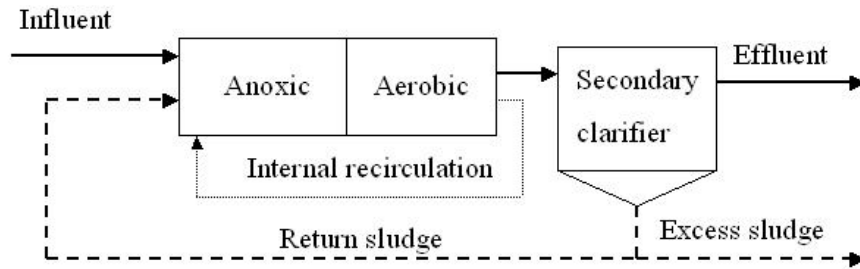 Influent
Effluent
Anoxic
Aerobic
Secondary
clarifier
Internal recirculation
Return sludge
Excess sludge